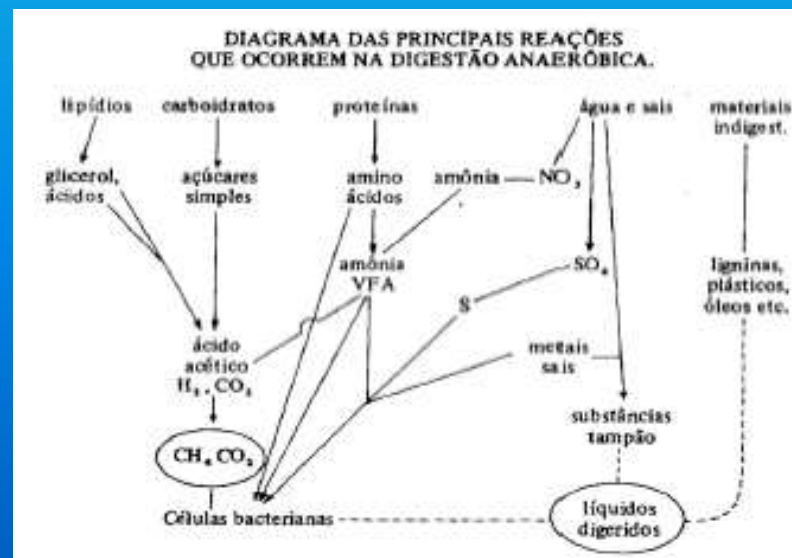 DIAGRAMA DAS PRINCIPAIS REAÇÕES
QUE OCORREM NA DIGESTÃO ANAERÓBICA.
lipídios carboidratos proteínas Água e sais materiais
indigest.
glicerol,
ácidos
açúcares
simples
amino
ácidos
amônia
NO₃
amônia
VFA
SO₄
ligninas,
plásticos,
óleos etc.
S
ácido
acético
H₂ . CO₂
metais
sais
substâncias
tampão
CH₄ CO₂
líquidos
digeridos
Células bacterianas